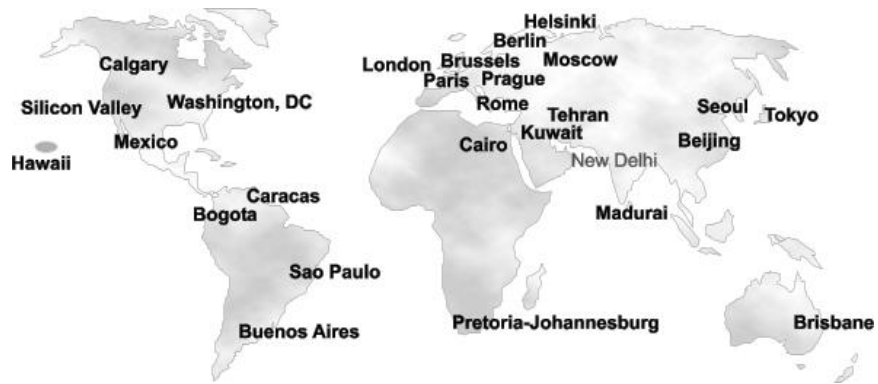 Helsinki
Berlin
Calgary
London
Brussels
Moscow
Paris
Prague
Silicon Valley
Washington, DC
Rome
Tehran
Seoul
Tokyo
Mexico
Cairo
Kuwait
Beijing
Hawaii
New Delhi
Caracas
Bogota
Madurai
Sao Paulo
Buenos Aires
Pretoria-Johannesburg
Brisbane